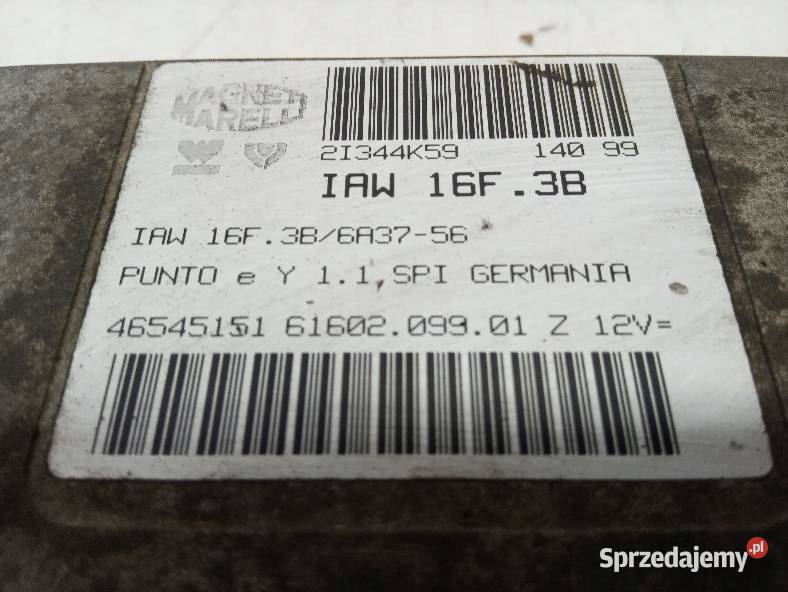 MAGNETI
MARELLI
2I344K59 140 99
IAW 16F.3B
IAW 16F.3B/6A37-56
PUNTO e Y 1.1 SPI GERMANIA
46545151 61602.099.01 Z 12V=
Sprzedajemy.pl